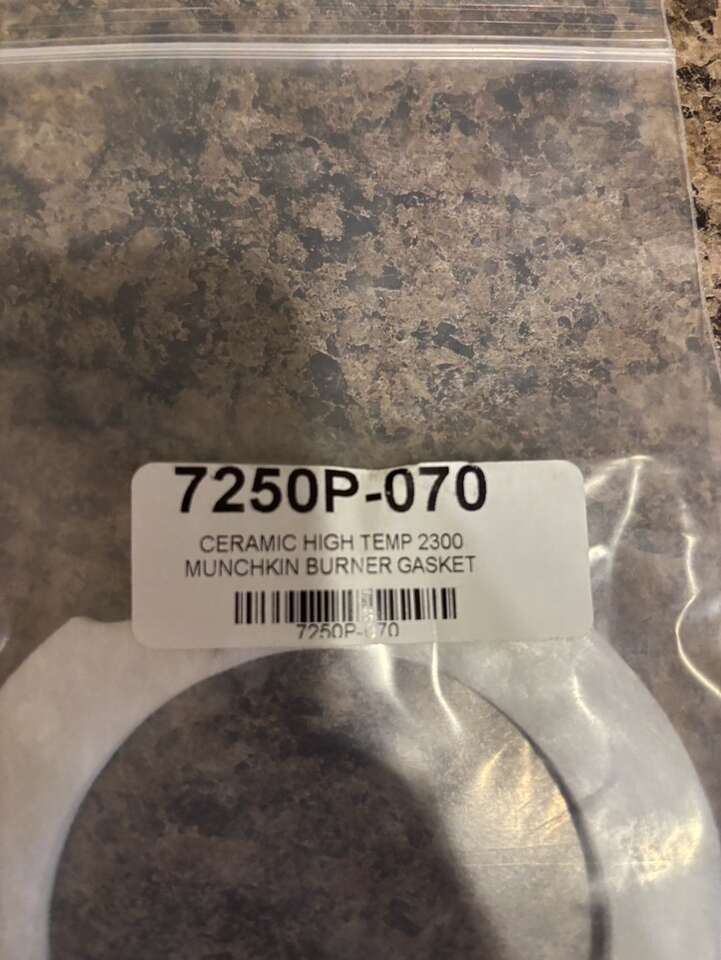 7250P-070
CERAMIC HIGH TEMP 2300
MUNCHKIN BURNER GASKET
7250P-070